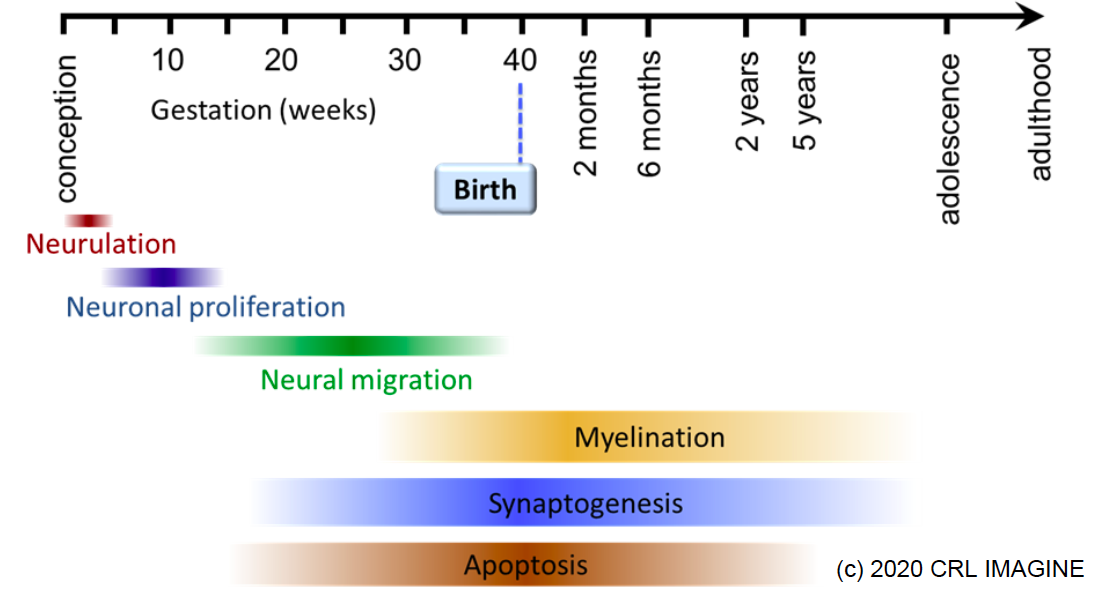 10 20 30 40
conception
2 months
6 months
2 years
5 years
adolescence
adulthood
Gestation (weeks)
Birth
Neurulation
Neuronal proliferation
Neural migration
Myelination
Synaptogenesis
Apoptosis
(c) 2020 CRL IMAGINE